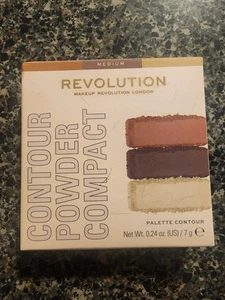 MEDIUM
REVOLUTION
MAKEUP REVOLUTION LONDON
CONTOUR
POWDER
COMPACT
PALETTE CONTOUR
Net Wt. 0.24 oz. (US) / 7 g ℮